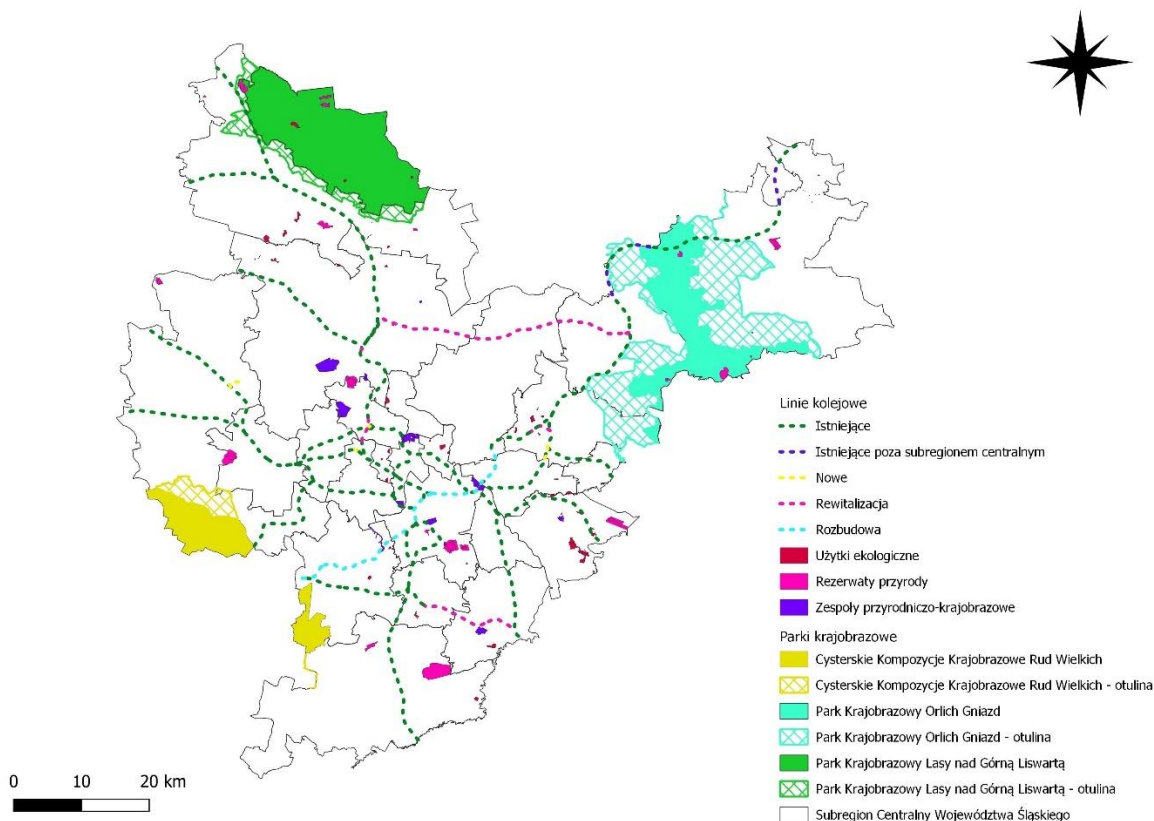 Linie kolejowe
Istniejące
Istniejące poza subregionem centralnym
Nowe
Rewitalizacja
Rozbudowa
Użytki ekologiczne
Rezerwaty przyrody
Zespoły przyrodniczo-krajobrazowe
Parki krajobrazowe
Cysterskie Kompozycje Krajobrazowe Rud Wielkich
Cysterskie Kompozycje Krajobrazowe Rud Wielkich - otulina
Park Krajobrazowy Orlich Gniazd
Park Krajobrazowy Orlich Gniazd - otulina
Park Krajobrazowy Lasy nad Górną Liswartą
Park Krajobrazowy Lasy nad Górną Liswartą - otulina
Subregion Centralny Województwa Śląskiego
0 10 20 km